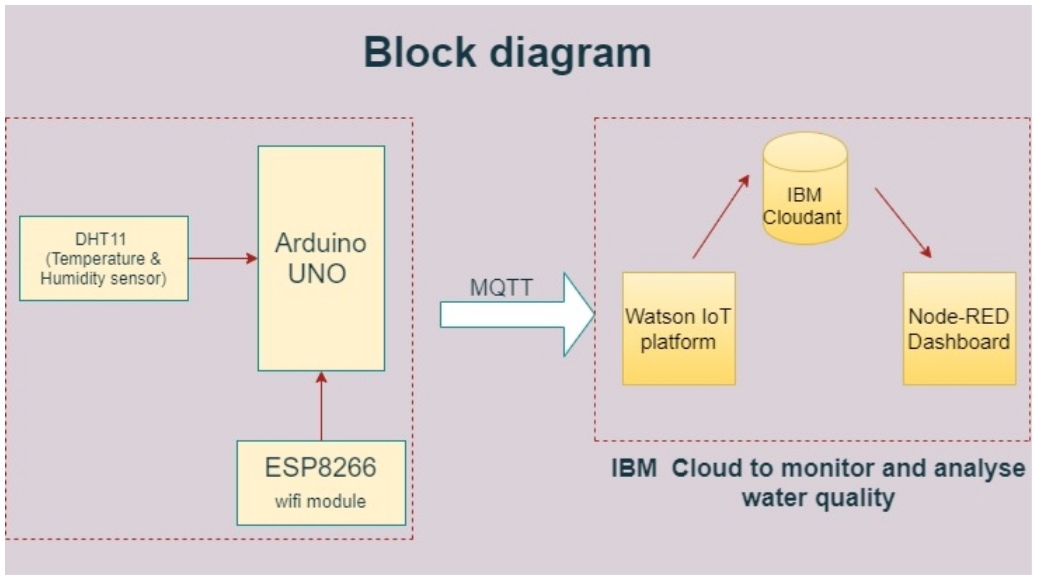 Block diagram
DHT11
(Temperature &
Humidity sensor)
Arduino
UNO
ESP8266
wifi module
MQTT
IBM
Cloudant
Watson IoT
platform
Node-RED
Dashboard
IBM Cloud to monitor and analyse
water quality